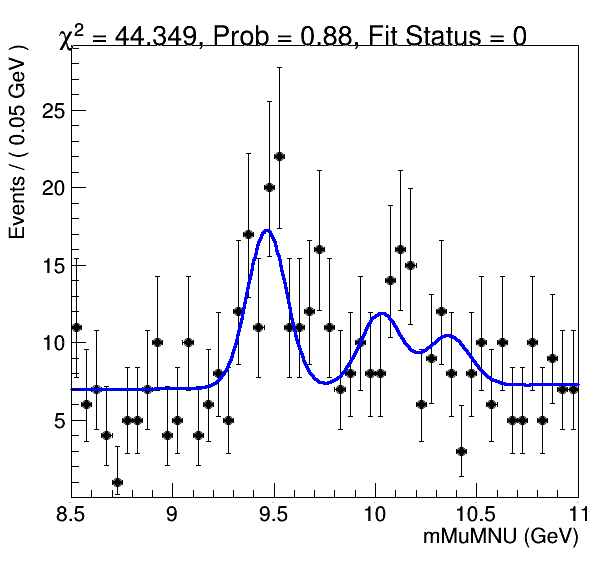 χ² = 44.349, Prob = 0.88, Fit Status = 0
Events / ( 0.05 GeV )
25
20
15
10
5
8.5 9 9.5 10 10.5 11
mMuMNU (GeV)